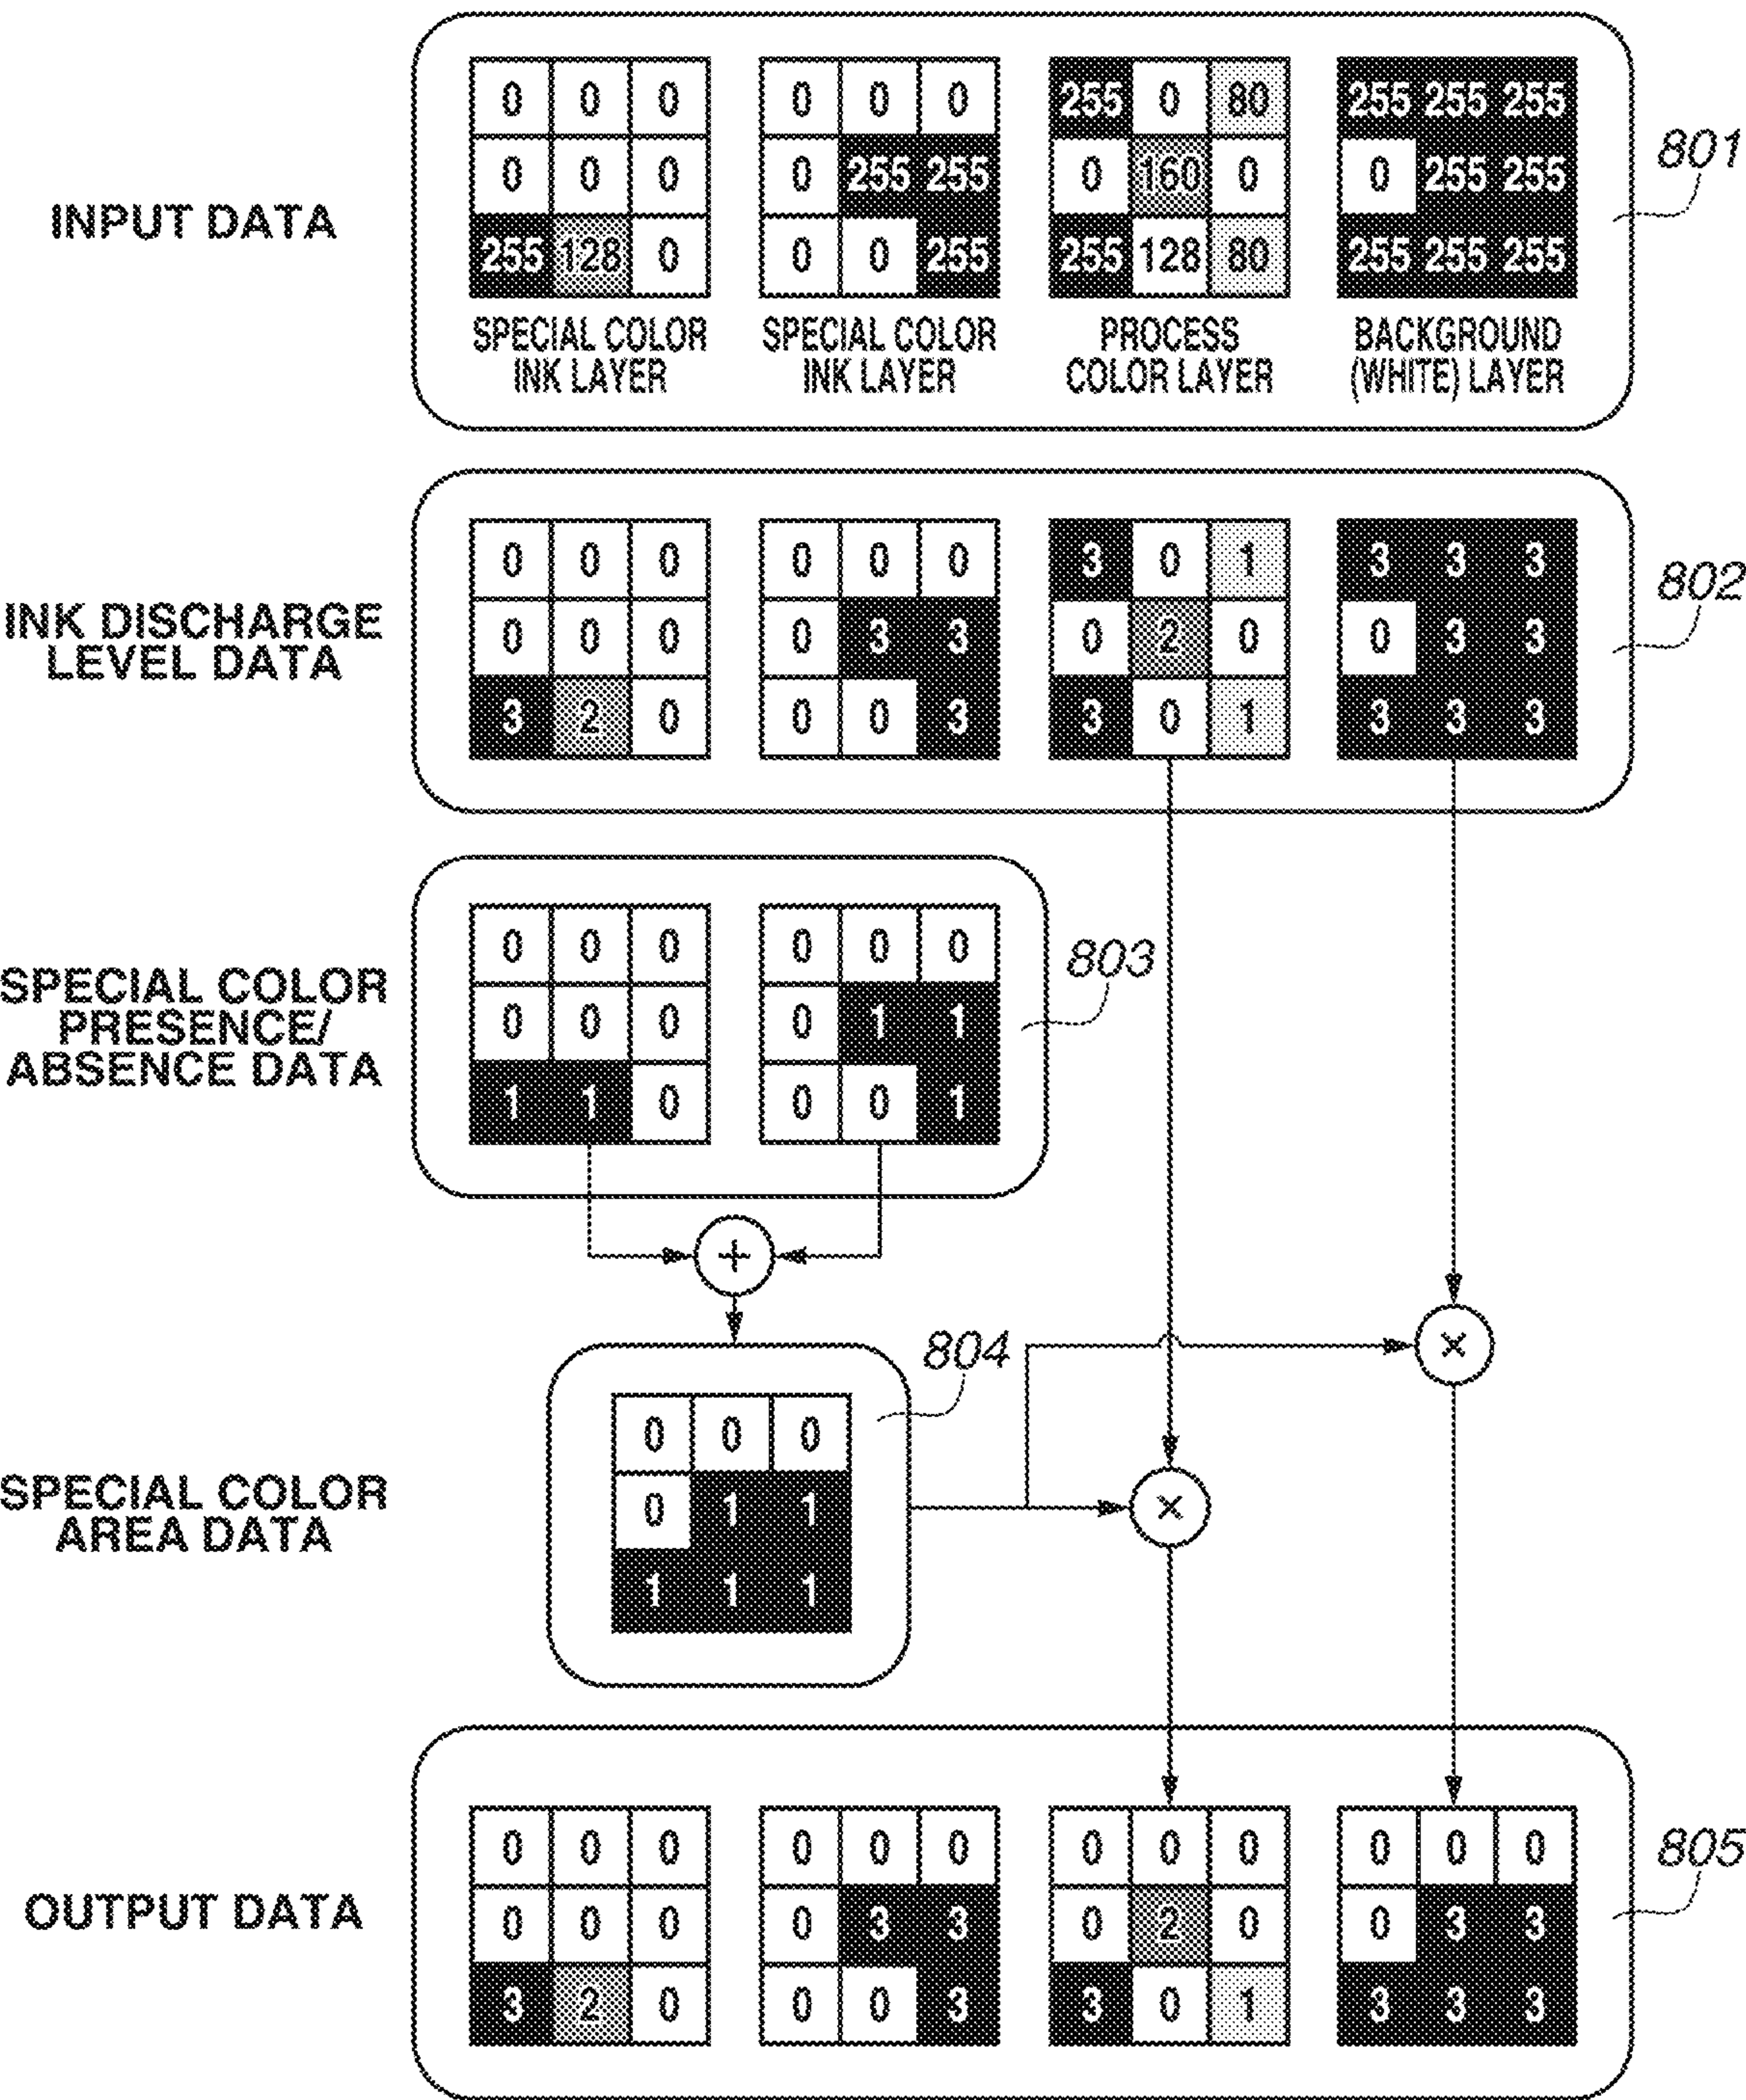 0 0 0 0 0 0 255 0 80 255 255 255
0 0 0 0 255 255 0 160 0 0 255 255
255 128 0 0 0 255 255 128 80 255 255 255
INPUT DATA
801
SPECIAL COLOR
INK LAYER
SPECIAL COLOR
INK LAYER
PROCESS
COLOR LAYER
BACKGROUND
(WHITE) LAYER
0 0 0 0 0 0 3 0 1 3 3 3
0 0 0 0 3 3 0 2 0 0 3 3
3 2 0 0 0 3 3 0 1 3 3 3
INK DISCHARGE
LEVEL DATA
802
0 0 0 0 0 0
0 0 0 0 1 1
1 1 0 0 0 1
SPECIAL COLOR
PRESENCE/
ABSENCE DATA
803
+
×
804
0 0 0
0 1 1
1 1 1
SPECIAL COLOR
AREA DATA
×
0 0 0 0 0 0 0 0 0 0 0 0
0 0 0 0 3 3 0 2 0 0 3 3
3 2 0 0 0 3 3 0 1 3 3 3
OUTPUT DATA
805